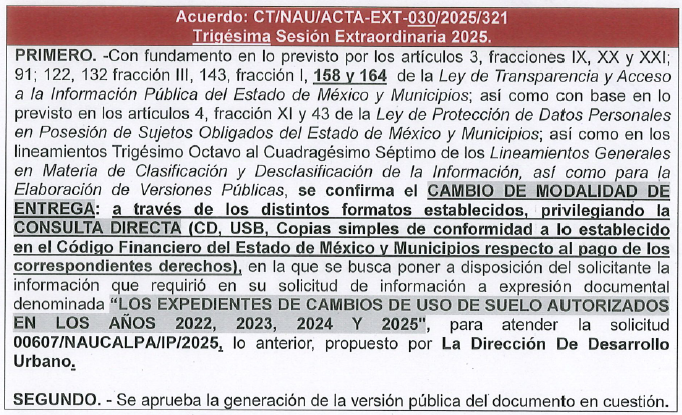 Acuerdo: CT/NAU/ACTA-EXT-030/2025/321
Trigésima Sesión Extraordinaria 2025.
PRIMERO. -Con fundamento en lo previsto por los artículos 3, fracciones IX, XX y XXI;
91; 122, 132 fracción III, 143, fracción I, 158 y 164 de la Ley de Transparencia y Acceso
a la Información Pública del Estado de México y Municipios; así como con base en lo
previsto en los artículos 4, fracción XI y 43 de la Ley de Protección de Datos Personales
en Posesión de Sujetos Obligados del Estado de México y Municipios; así como en los
lineamientos Trigésimo Octavo al Cuadragésimo Séptimo de los Lineamientos Generales
en Materia de Clasificación y Desclasificación de la Información, así como para la
Elaboración de Versiones Públicas, se confirma el CAMBIO DE MODALIDAD DE
ENTREGA: a través de los distintos formatos establecidos, privilegiando la
CONSULTA DIRECTA (CD, USB, Copias simples de conformidad a lo establecido
en el Código Financiero del Estado de México y Municipios respecto al pago de los
correspondientes derechos), en la que se busca poner a disposición del solicitante la
información que requirió en su solicitud de información a expresión documental
denominada “LOS EXPEDIENTES DE CAMBIOS DE USO DE SUELO AUTORIZADOS
EN LOS AÑOS 2022, 2023, 2024 Y 2025", para atender la solicitud
00607/NAUCALPA/IP/2025, lo anterior, propuesto por La Dirección De Desarrollo
Urbano.
SEGUNDO. - Se aprueba la generación de la versión pública del documento en cuestión.